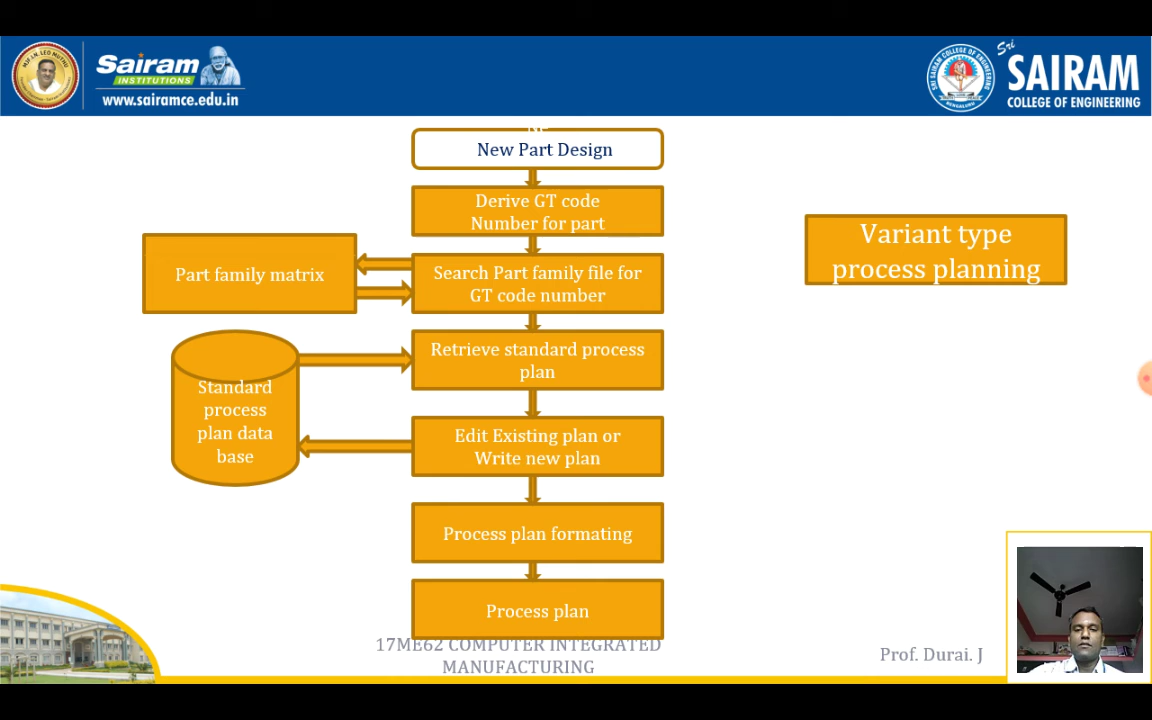 Sairam
INSTITUTIONS
www.sairamce.edu.in
Sri
SAIRAM
COLLEGE OF ENGINEERING
New Part Design
Derive GT code
Number for part
Variant type
process planning
Part family matrix
Search Part family file for
GT code number
Retrieve standard process
plan
Standard
process
plan data
base
Edit Existing plan or
Write new plan
Process plan formating
Process plan
17ME62 COMPUTER INTEGRATED
MANUFACTURING
Prof. Durai. J